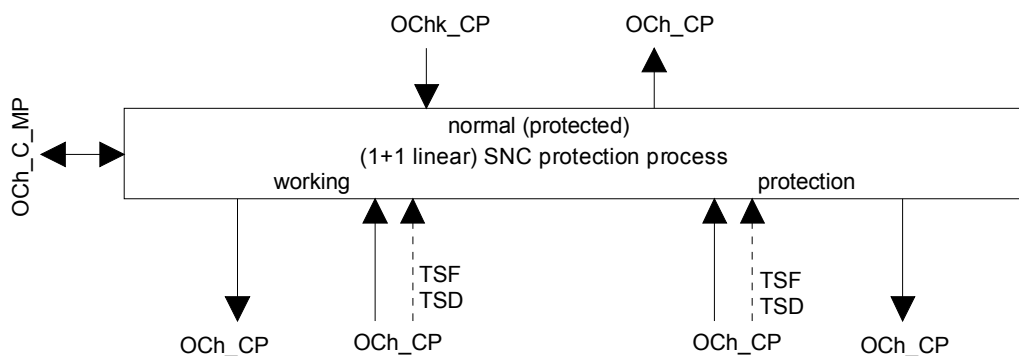 OChk_CP
OCh_CP
OCh_C_MP
normal (protected)
(1+1 linear) SNC protection process
working
protection
TSF
TSD
TSF
TSD
OCh_CP
OCh_CP
OCh_CP
OCh_CP